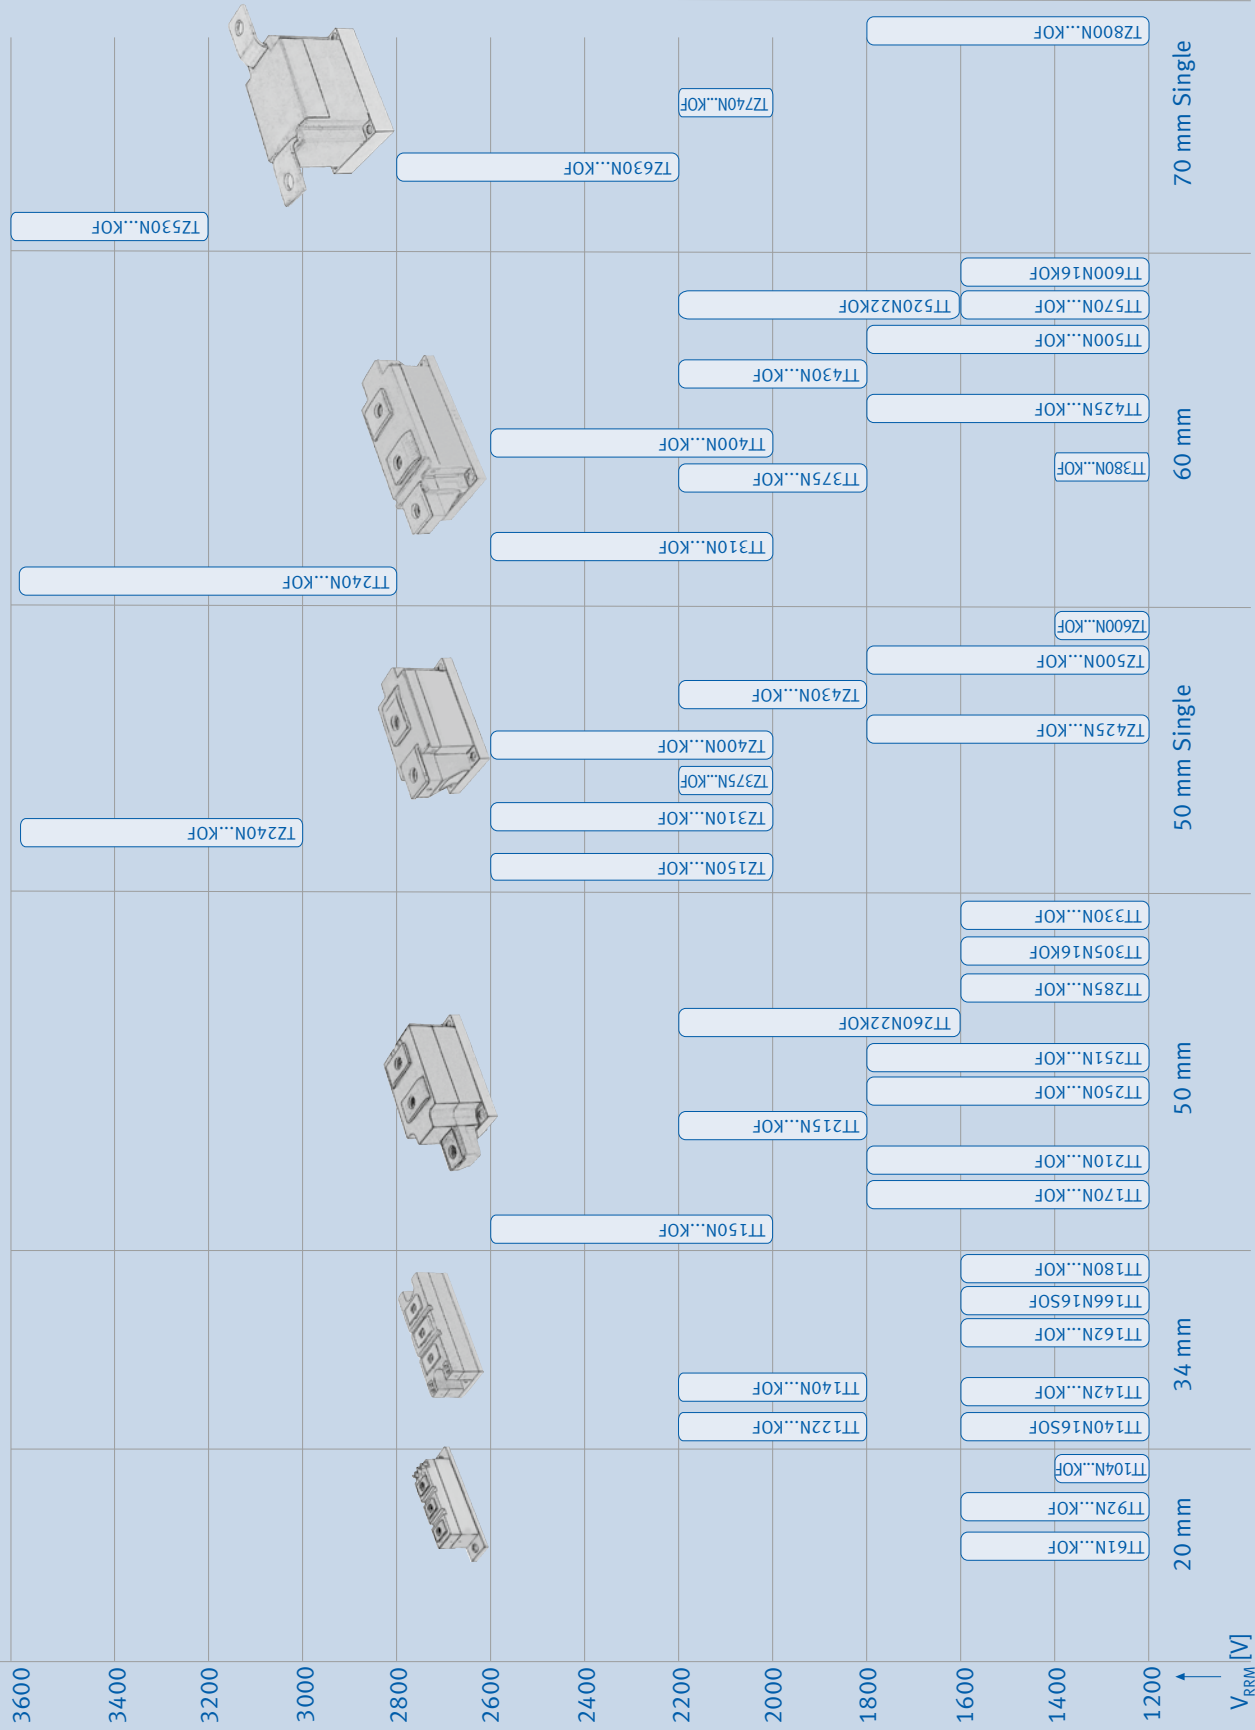 3600
3400
3200
3000
2800
2600
2400
2200
2000
1800
1600
1400
1200
VRRM [V]
20 mm
TT61N...KOF
TT92N...KOF
TT104N...KOF
34 mm
TT122N...KOF
TT140N...KOF
TT140N16SOF
TT142N...KOF
TT162N...KOF
TT166N16SOF
TT180N...KOF
50 mm
TT150N...KOF
TT170N...KOF
TT210N...KOF
TT215N...KOF
TT250N...KOF
TT251N...KOF
TT260N22KOF
TT285N...KOF
TT305N16KOF
TT330N...KOF
50 mm Single
TZ150N...KOF
TZ240N...KOF
TZ310N...KOF
TZ375N...KOF
TZ400N...KOF
TZ425N...KOF
TZ430N...KOF
TZ500N...KOF
TZ600N...KOF
60 mm
TT240N...KOF
TT310N...KOF
TT375N...KOF
TT380N...KOF
TT400N...KOF
TT425N...KOF
TT430N...KOF
TT500N...KOF
TT520N22KOF
TT570N...KOF
TT600N16KOF
70 mm Single
TZ530N...KOF
TZ630N...KOF
TZ740N...KOF
TZ800N...KOF